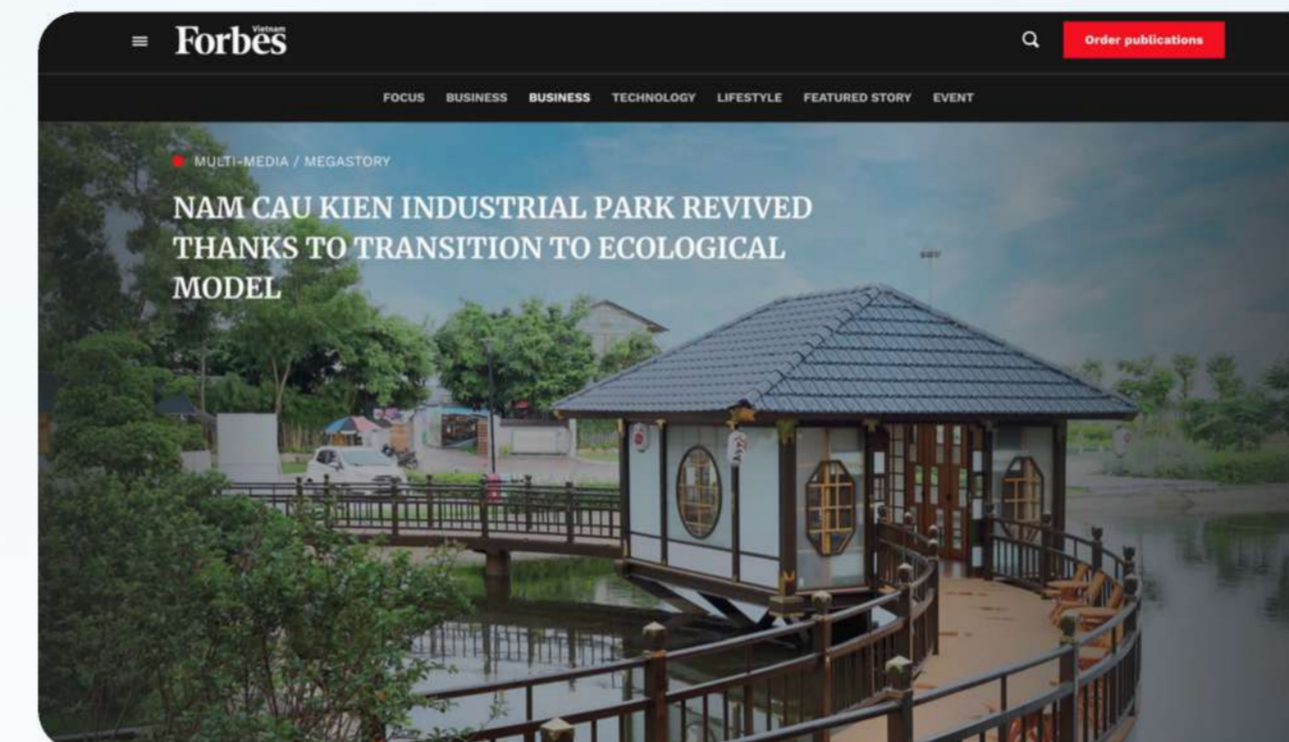 Forbes
Vietnam
Order publications
FOCUS BUSINESS BUSINESS TECHNOLOGY LIFESTYLE FEATURED STORY EVENT
MULTI-MEDIA / MEGASTORY
NAM CAU KIEN INDUSTRIAL PARK REVIVED
THANKS TO TRANSITION TO ECOLOGICAL
MODEL